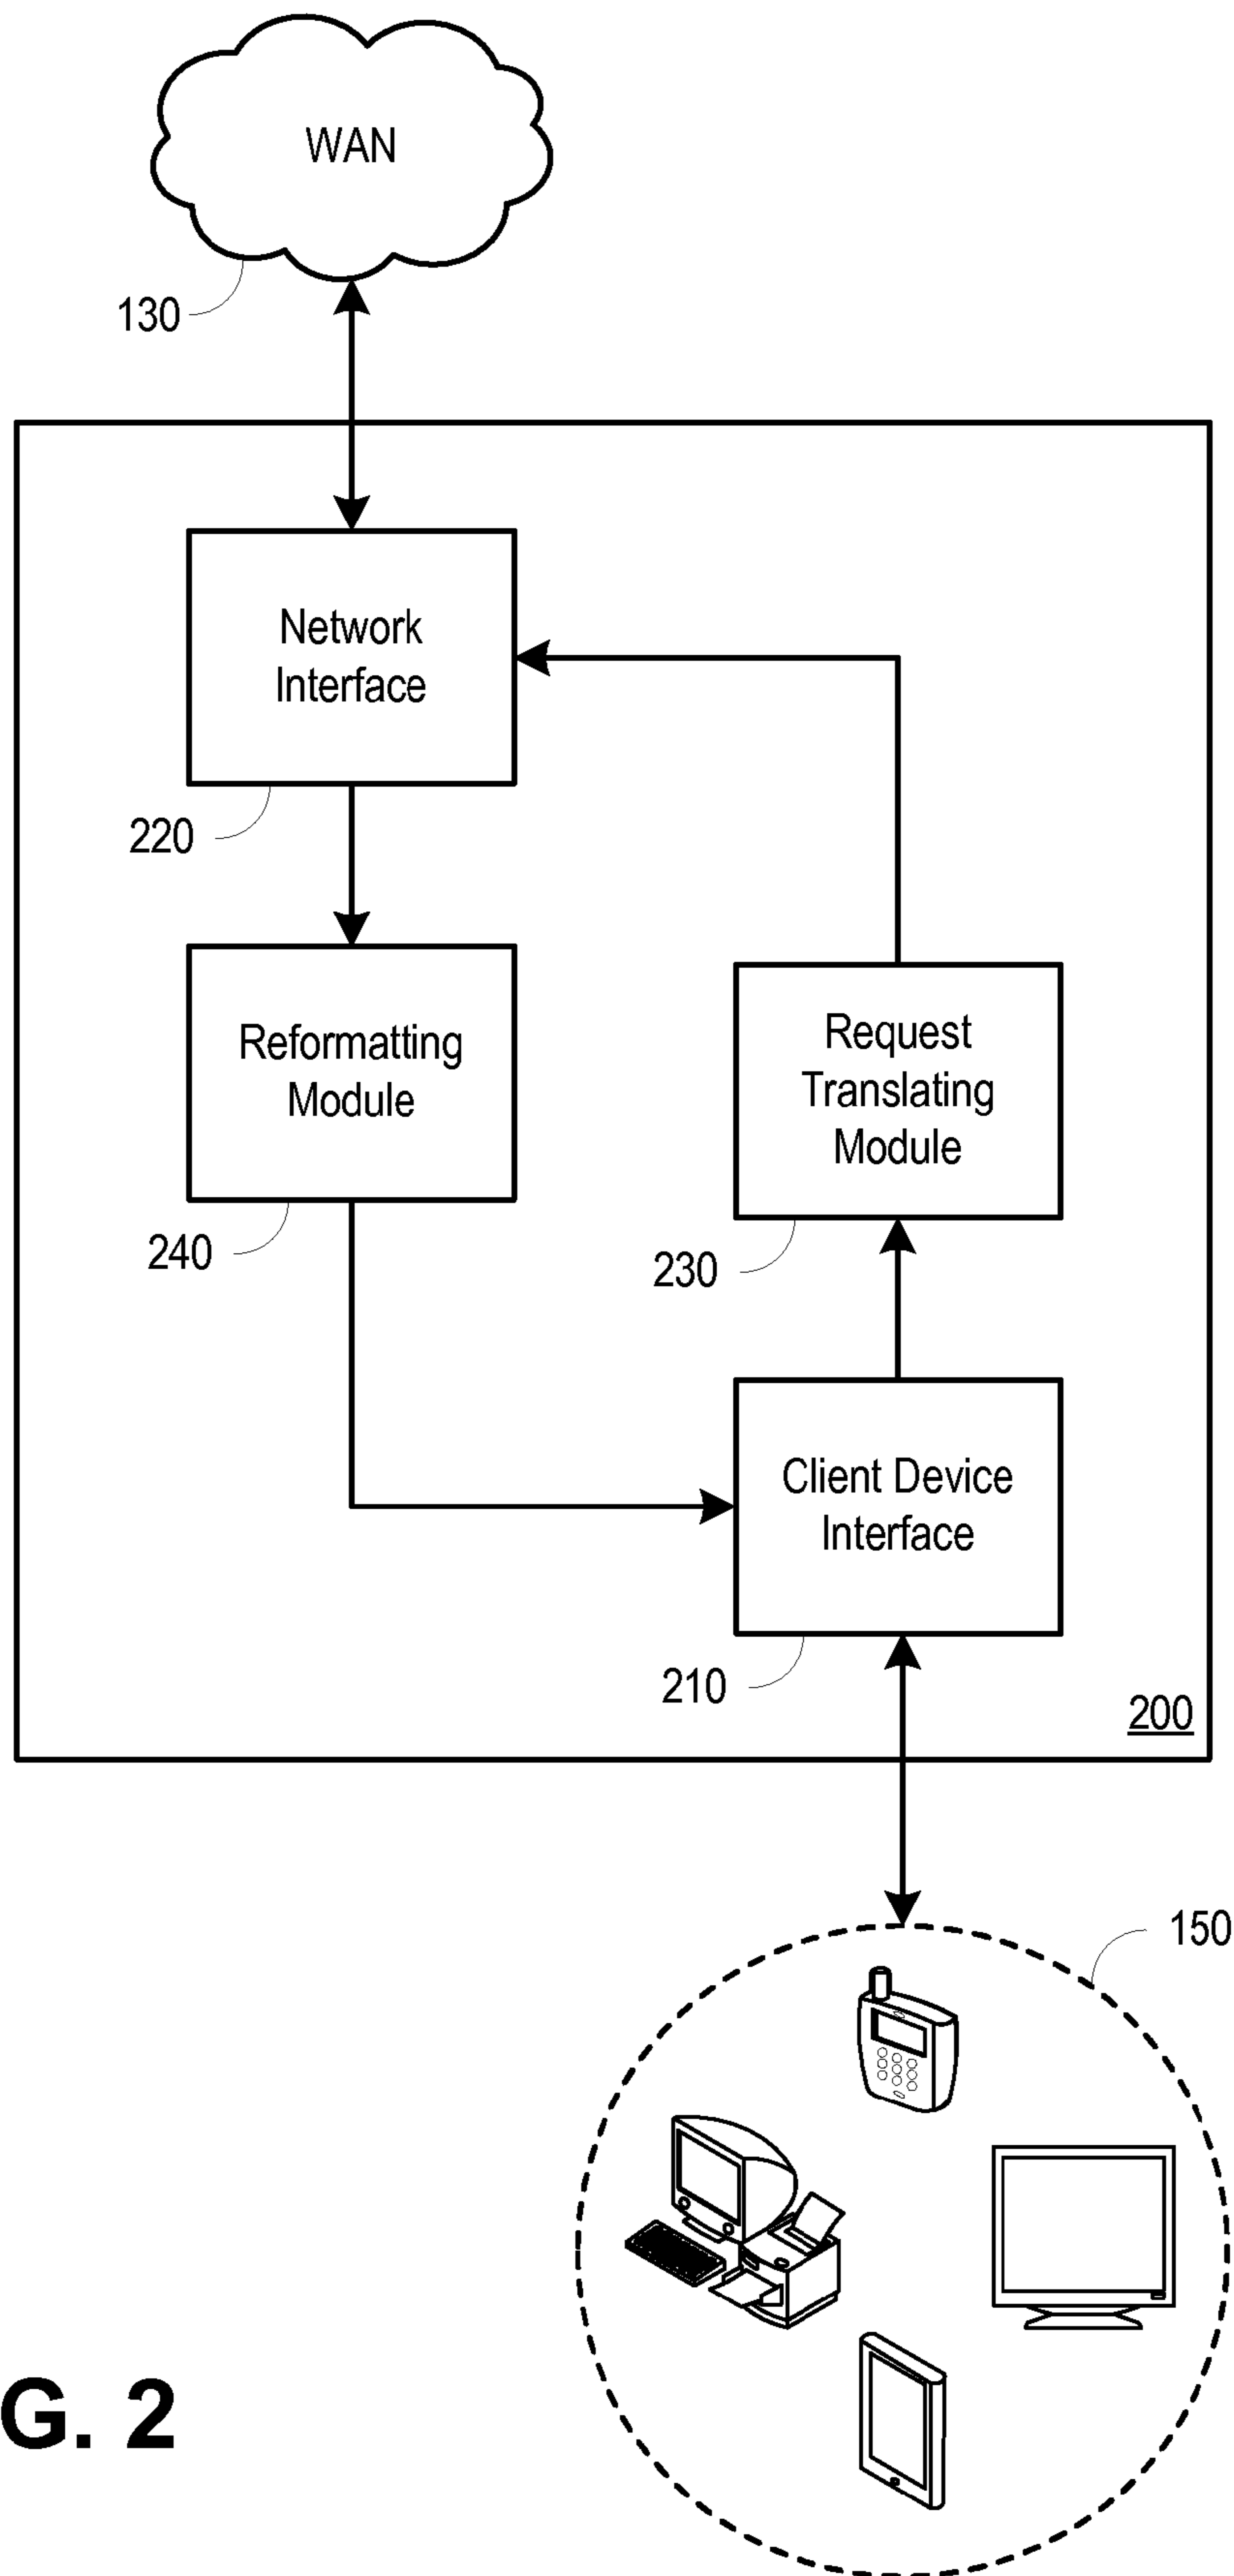 WAN
130
Network
Interface
220
Reformatting
Module
240
Request
Translating
Module
230
Client Device
Interface
210
200
150
G. 2